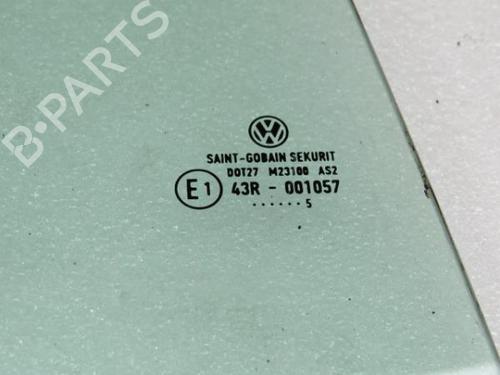 B-PARTS
SAINT-GOBAIN SEKURIT
DOT27 M23100 AS2
E1 43R - 001057
......5